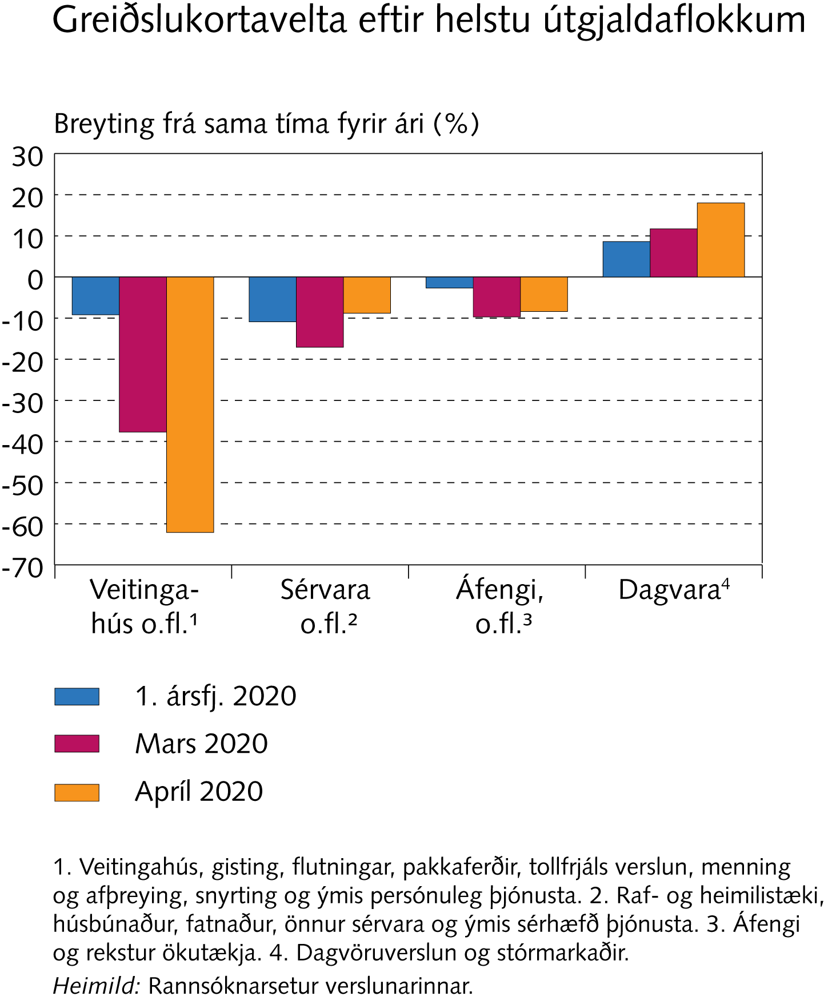 Greiðslukortavelta eftir helstu útgjaldaflokkum
Breyting frá sama tíma fyrir ári (%)
30
20
10
0
-10
-20
-30
-40
-50
-60
-70
Veitinga-
hús o.fl.¹
Sérvara
o.fl.²
Áfengi,
o.fl.³
Dagvara⁴
1. ársfj. 2020
Mars 2020
Apríl 2020
1. Veitingahús, gisting, flutningar, pakkaferðir, tollfrjáls verslun, menning
og afþreying, snyrting og ýmis persónuleg þjónusta. 2. Raf- og heimilistæki,
húsbúnaður, fatnaður, önnur sérvara og ýmis sérhæfð þjónusta. 3. Áfengi
og rekstur ökutækja. 4. Dagvöruverslun og stórmarkaðir.
Heimild: Rannsóknarsetur verslunarinnar.